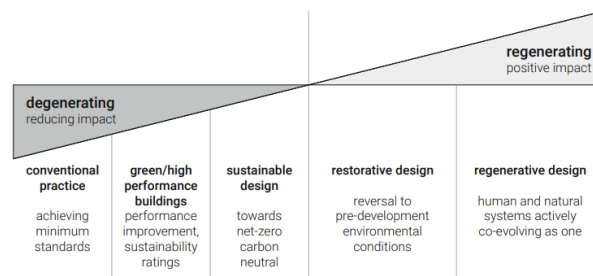 regenerating
positive impact
degenerating
reducing impact
conventional
practice
achieving
minimum
standards
green/high
performance
buildings
performance
improvement,
sustainability
ratings
sustainable
design
towards
net-zero
carbon
neutral
restorative design
reversal to
pre-development
environmental
conditions
regenerative design
human and natural
systems actively
co-evolving as one